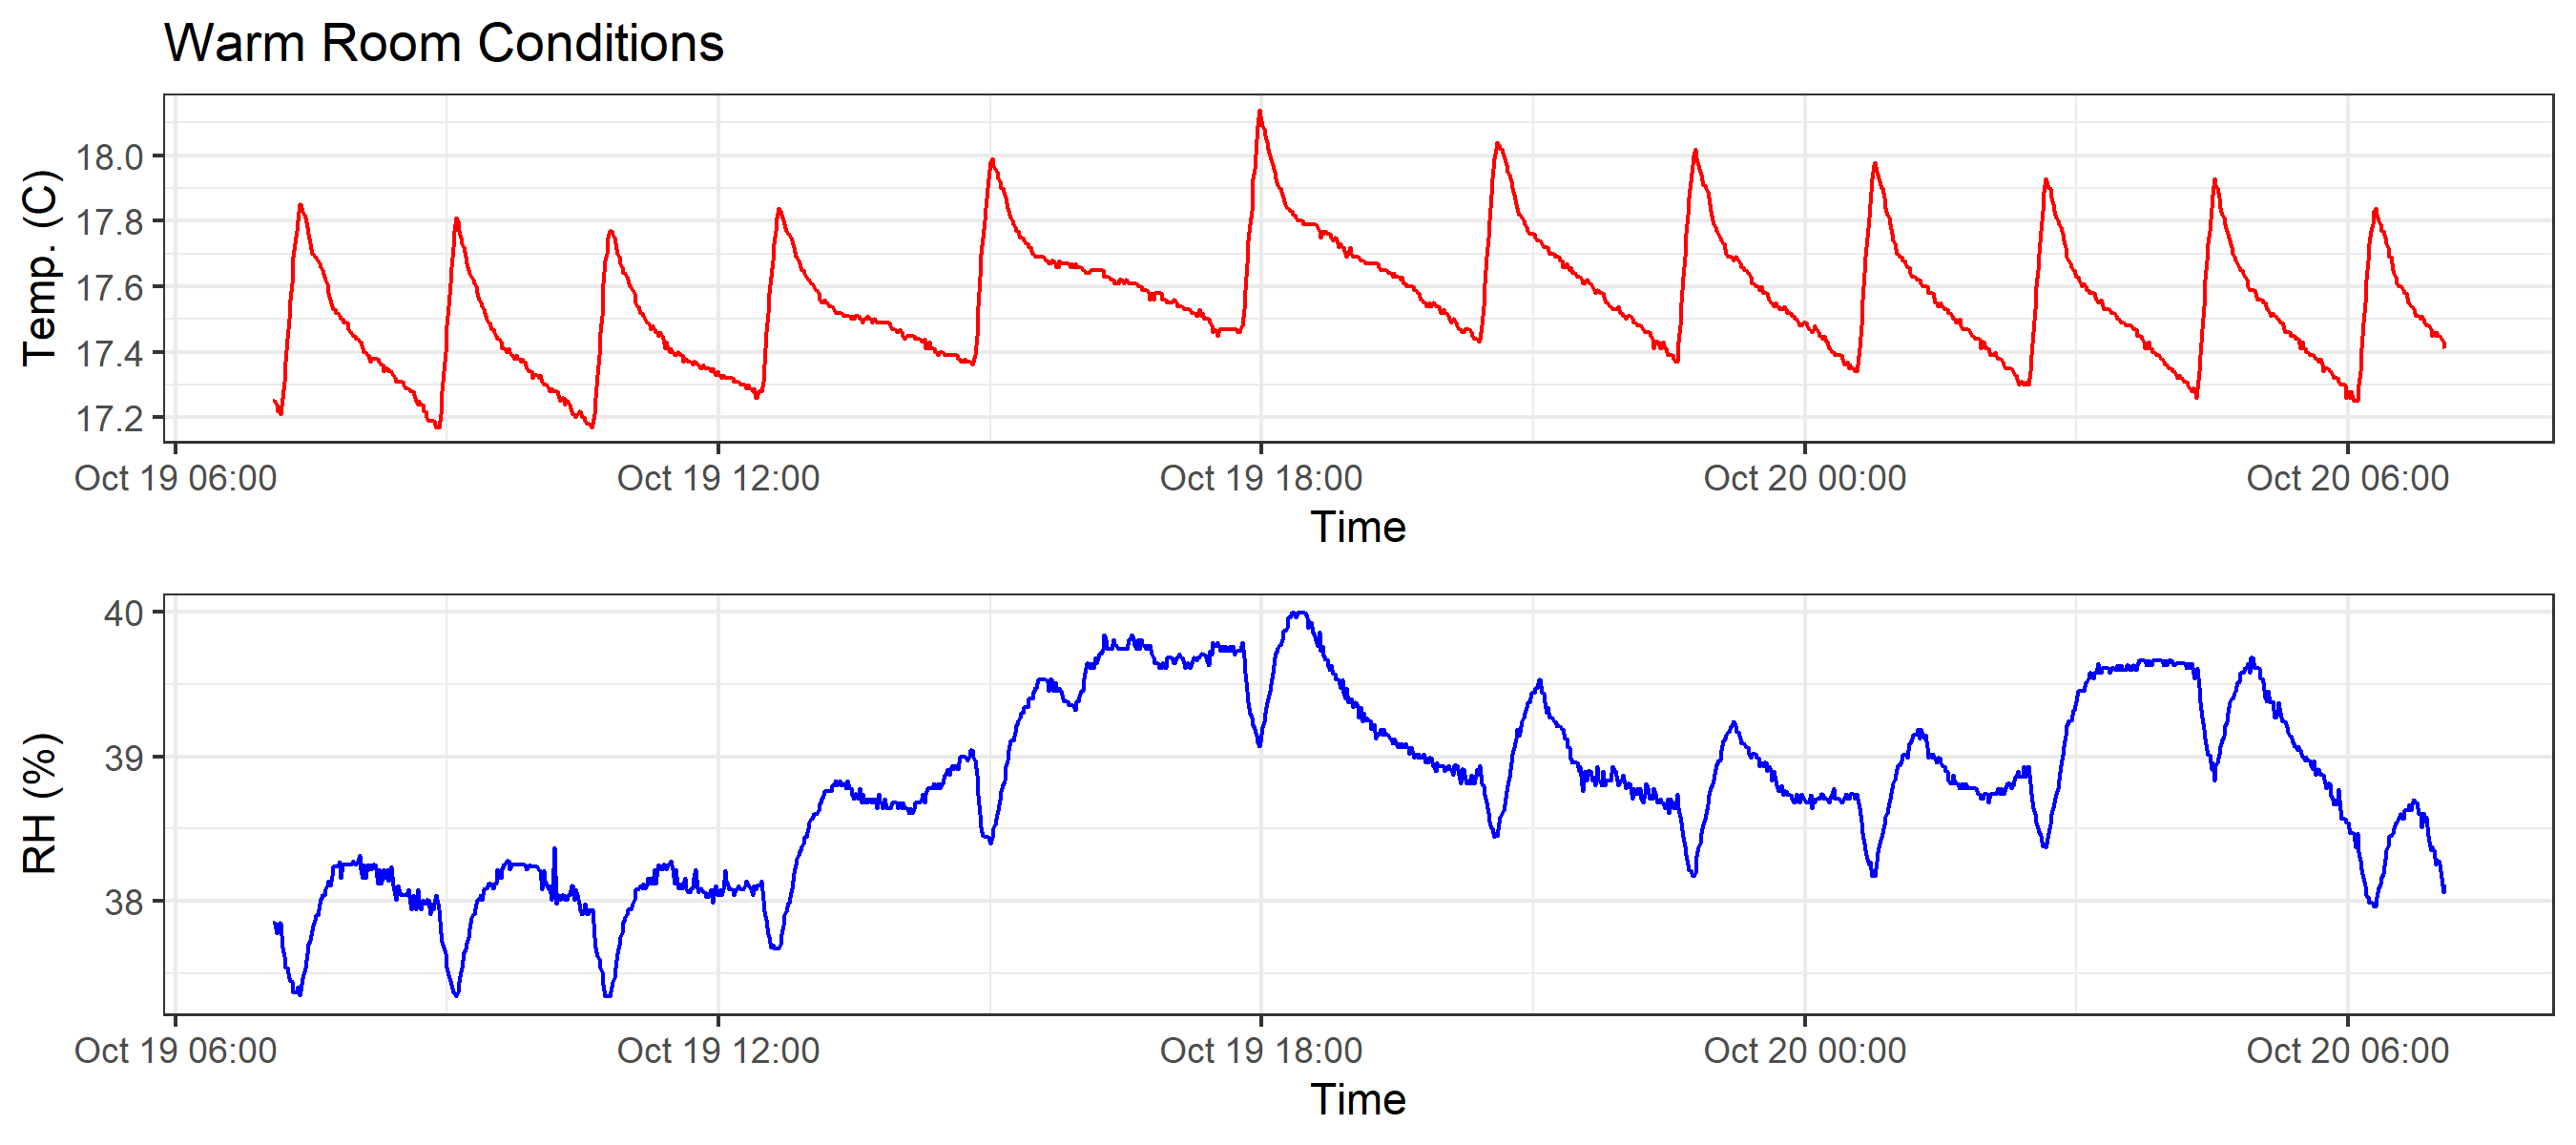 Warm Room Conditions
Temp. (C)
18.0
17.8
17.6
17.4
17.2
Oct 19 06:00 Oct 19 12:00 Oct 19 18:00 Oct 20 00:00 Oct 20 06:00
Time
RH (%)
40
39
38
Oct 19 06:00 Oct 19 12:00 Oct 19 18:00 Oct 20 00:00 Oct 20 06:00
Time